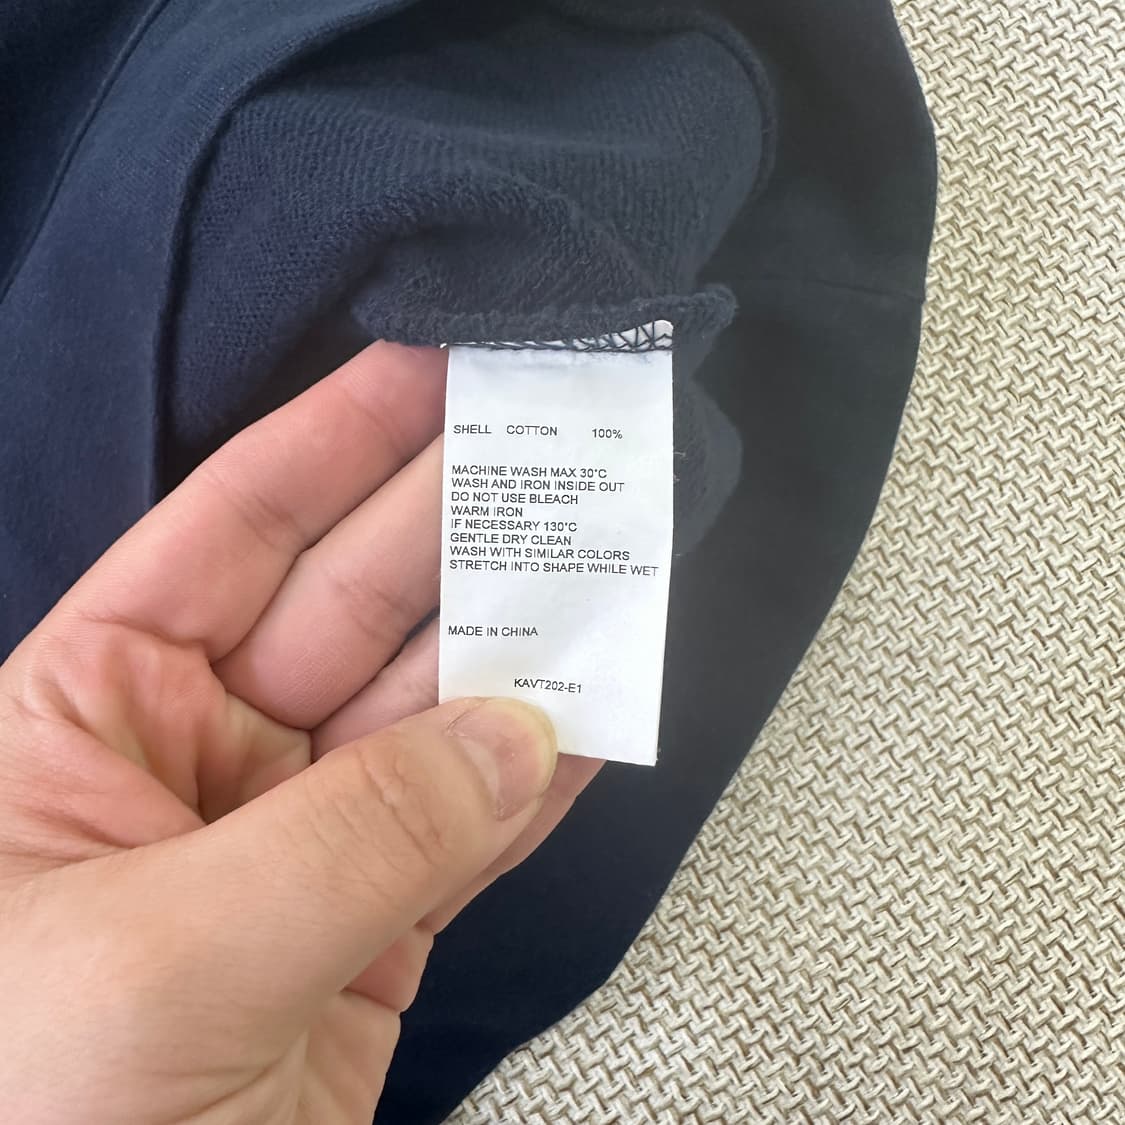 SHELL COTTON 100%
MACHINE WASH MAX 30°C
WASH AND IRON INSIDE OUT
DO NOT USE BLEACH
WARM IRON
IF NECESSARY 130°C
GENTLE DRY CLEAN
WASH WITH SIMILAR COLORS
STRETCH INTO SHAPE WHILE WET
MADE IN CHINA
KAVT202-E1